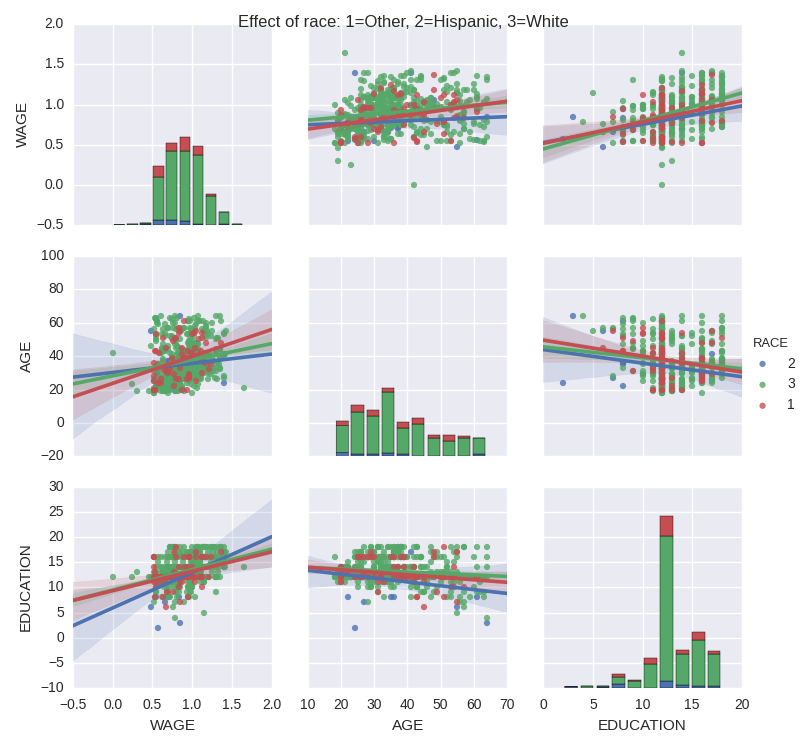 Effect of race: 1=Other, 2=Hispanic, 3=White
2.0
1.5
1.0
0.5
0.0
−0.5
WAGE
100
80
60
40
20
0
−20
AGE
RACE
2
3
1
30
25
20
15
10
5
0
−5
−10
EDUCATION
−0.5 0.0 0.5 1.0 1.5 2.0
10 20 30 40 50 60 70
0 5 10 15 20
WAGE AGE EDUCATION